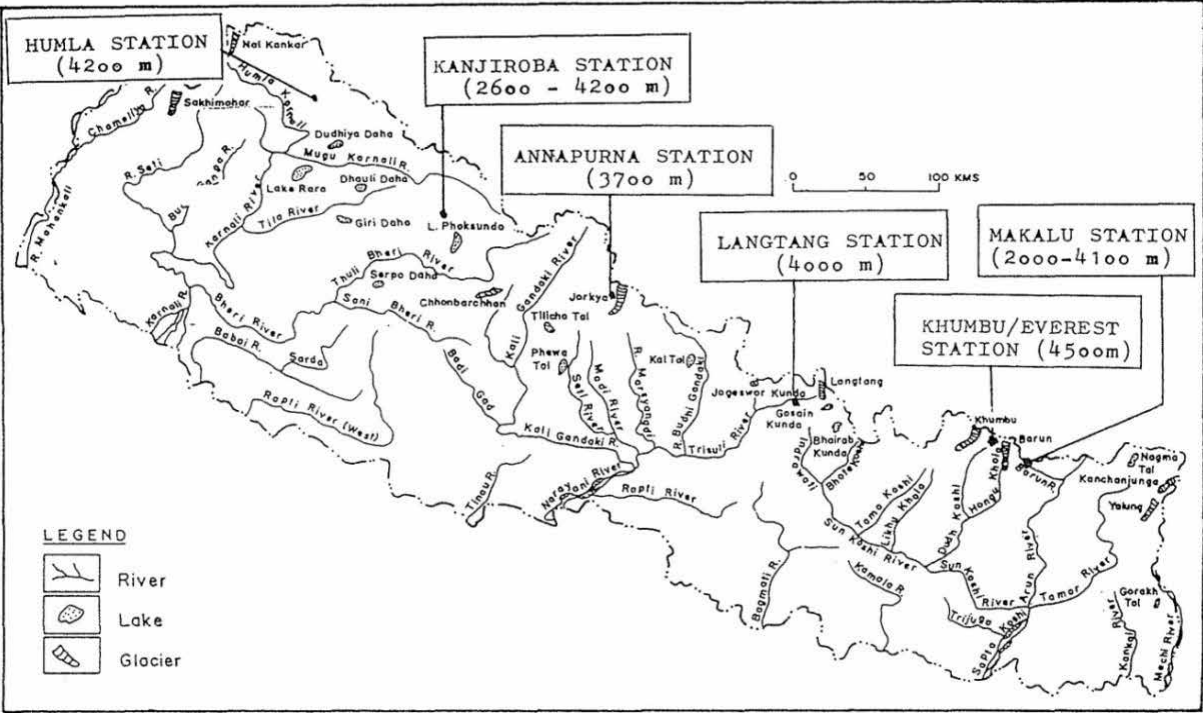 HUMLA STATION
(4200 m)
KANJIROBA STATION
(2600 - 4200 m)
ANNAPURNA STATION
(3700 m)
0 50 100 KMS
LANGTANG STATION
(4000 m)
MAKALU STATION
(2000-4100 m)
KHUMBU/EVEREST
STATION (4500m)
Nal Kankar
Humla Karnali
Sakhimohar
Chameliya R.
Dudhiya Daha
Mugu Karnali R.
R. Seti
Ganga R.
Lake Rara
Dhauli Daha
Bu
Karnali River
Tila River
Giri Daha
L. Phoksundo
R. Mahankali
Thuli Bheri River
Serpo Daha
Chhonbarchhan
Kali Gandaki River
Jorkya
Tilicho Tal
Karnali R.
Bheri River
Sani Bheri R.
Babai R.
Sarda
Badi Gad
Phewa
Tal
Seti River
Madi River
R. Marsyangdi
Kal Tal
R. Budhi Gandaki
Langtang
Jageswar Kunda
Gosain
Kunda
Bhairab
Kunda
Rapti River (West)
Kali Gandaki R.
Trisuli River
Indrawati
Bhote Koshi
Khumbu
Barun
Barun R.
Nagma
Tal
Kanchanjunga
Yalung
Tinau R.
Narayani River
Rapti River
Tama Koshi
Likhu Khola
Dudh Koshi
Hongu Khola
Sun Koshi River
Sun Koshi River
Arun River
Tamar River
Bagmati R.
Kamala R.
Trijuga
Sapta Koshi
Gorakh
Tal
Kankai River
Mechi River
LEGEND
River
Lake
Glacier